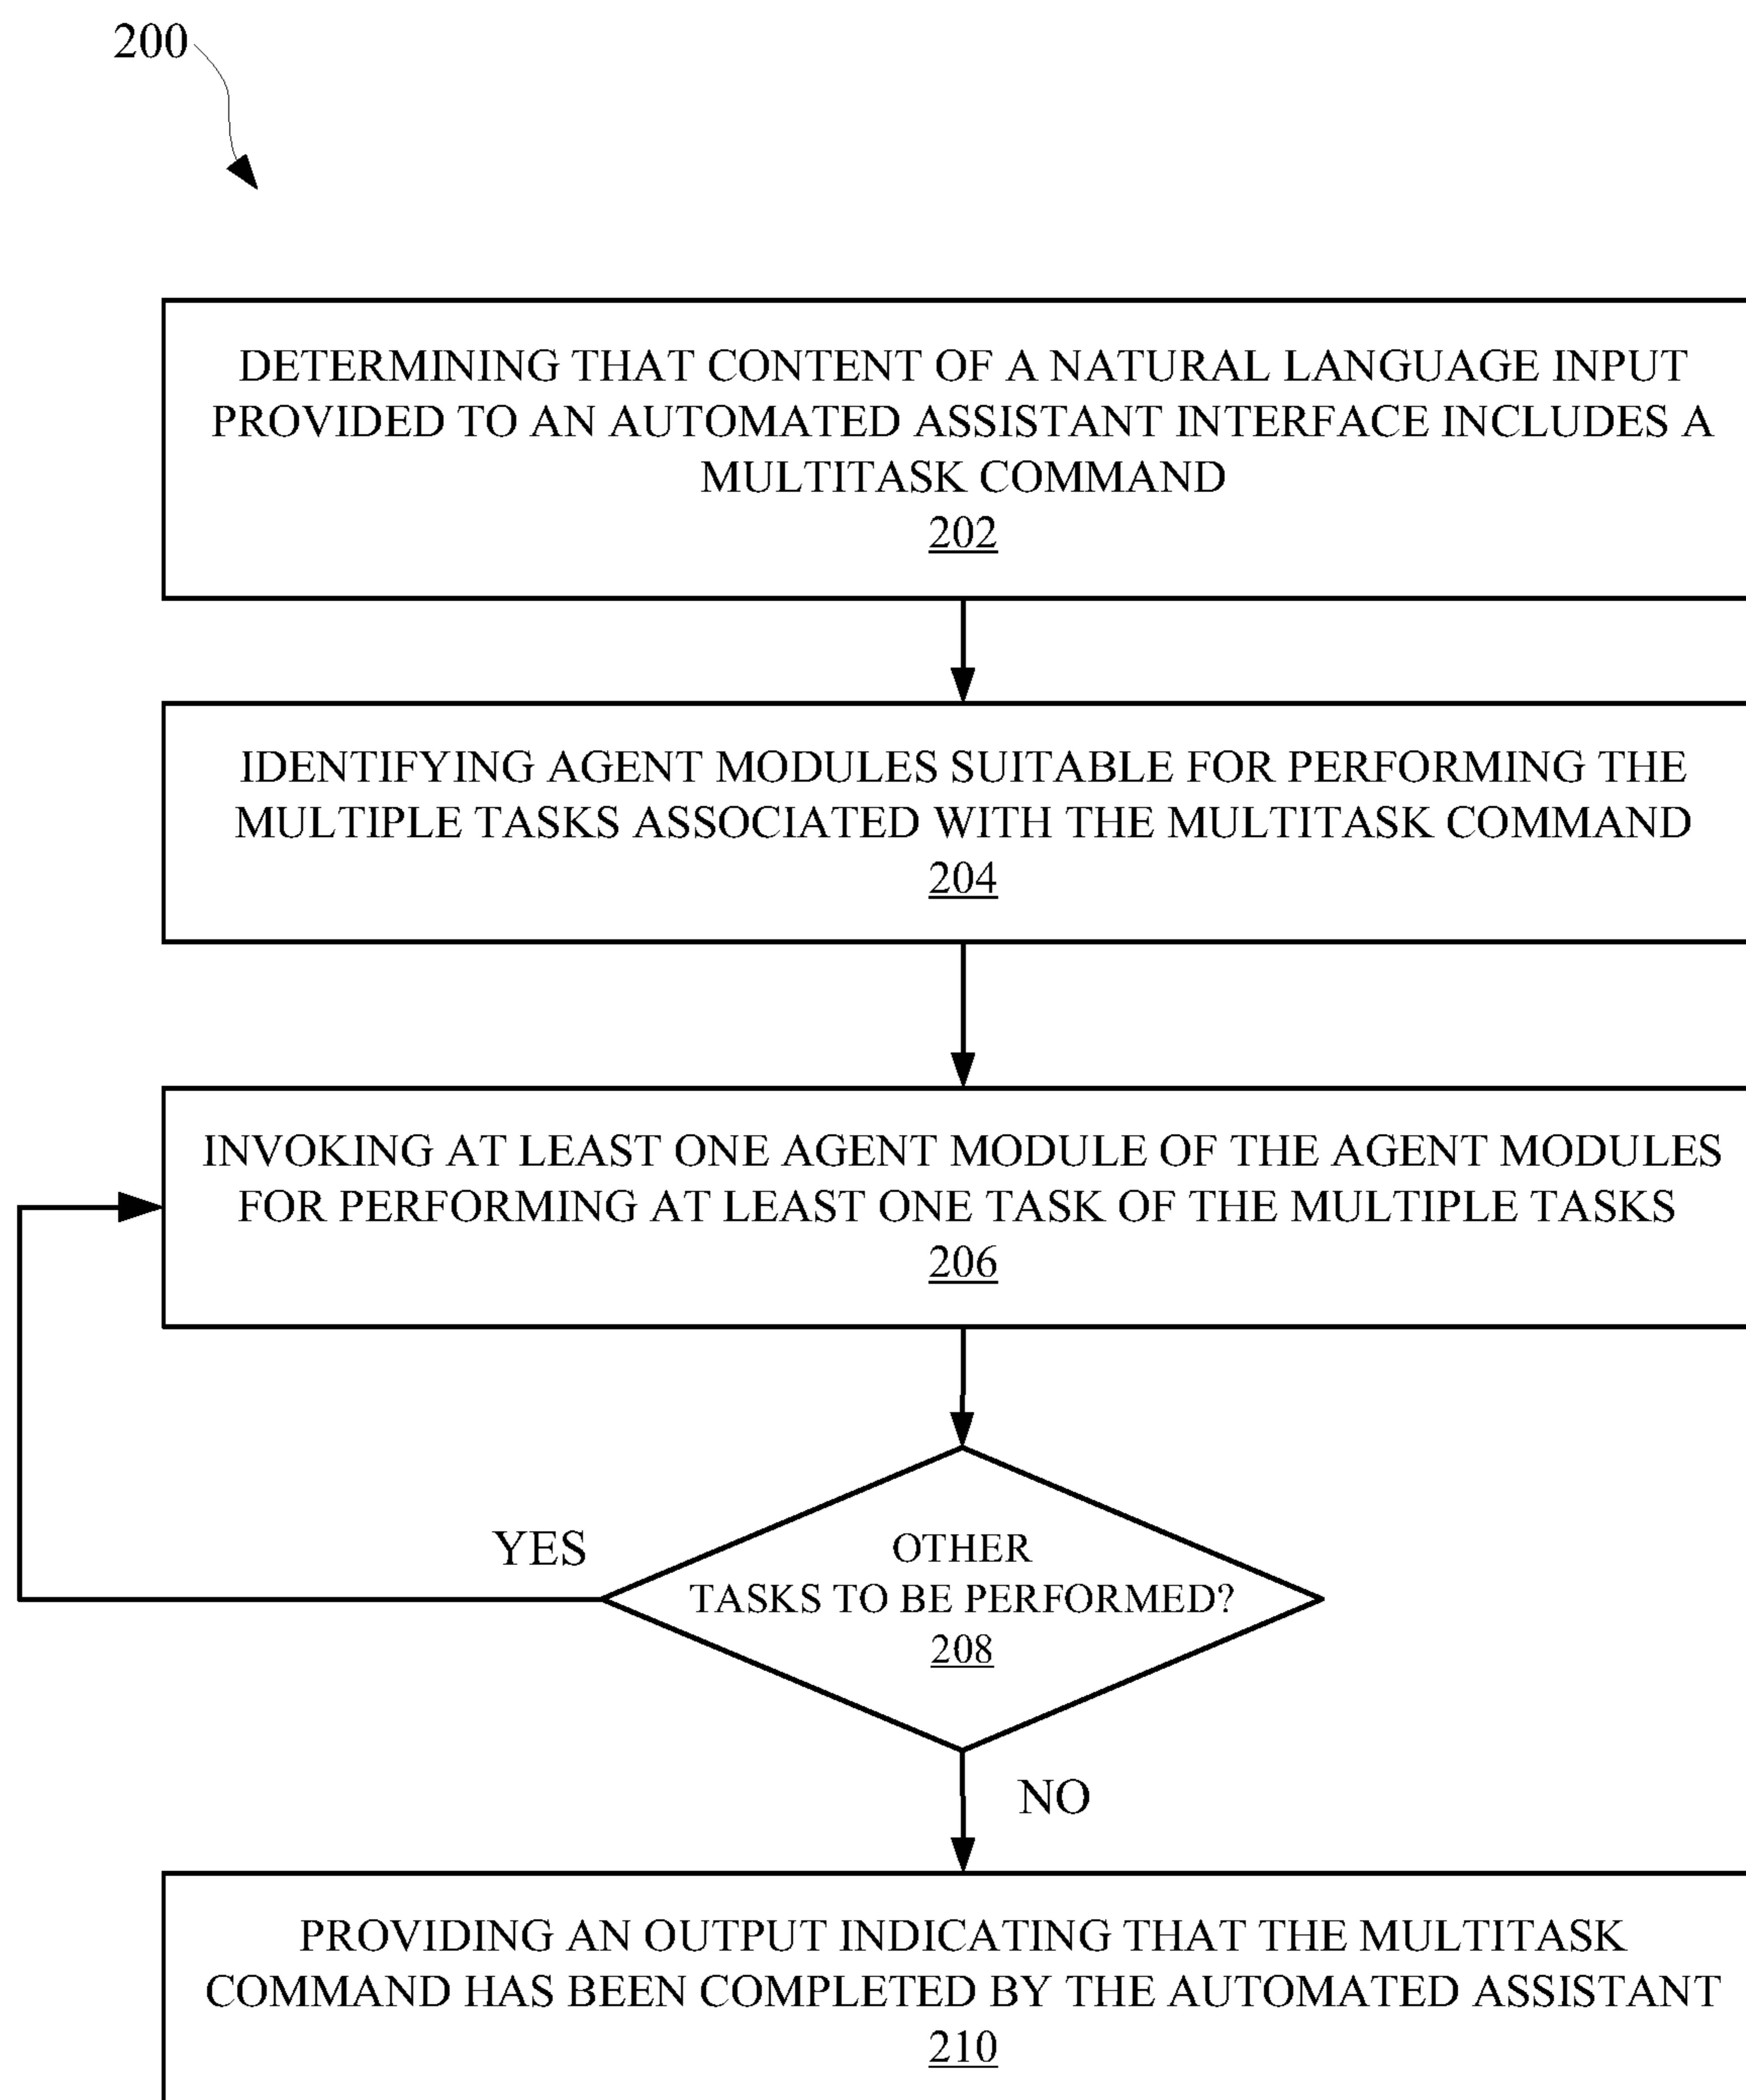 200
DETERMINING THAT CONTENT OF A NATURAL LANGUAGE INPUT
PROVIDED TO AN AUTOMATED ASSISTANT INTERFACE INCLUDES A
MULTITASK COMMAND
202
IDENTIFYING AGENT MODULES SUITABLE FOR PERFORMING THE
MULTIPLE TASKS ASSOCIATED WITH THE MULTITASK COMMAND
204
INVOKING AT LEAST ONE AGENT MODULE OF THE AGENT MODULES
FOR PERFORMING AT LEAST ONE TASK OF THE MULTIPLE TASKS
206
YES
OTHER
TASKS TO BE PERFORMED?
208
NO
PROVIDING AN OUTPUT INDICATING THAT THE MULTITASK
COMMAND HAS BEEN COMPLETED BY THE AUTOMATED ASSISTANT
210